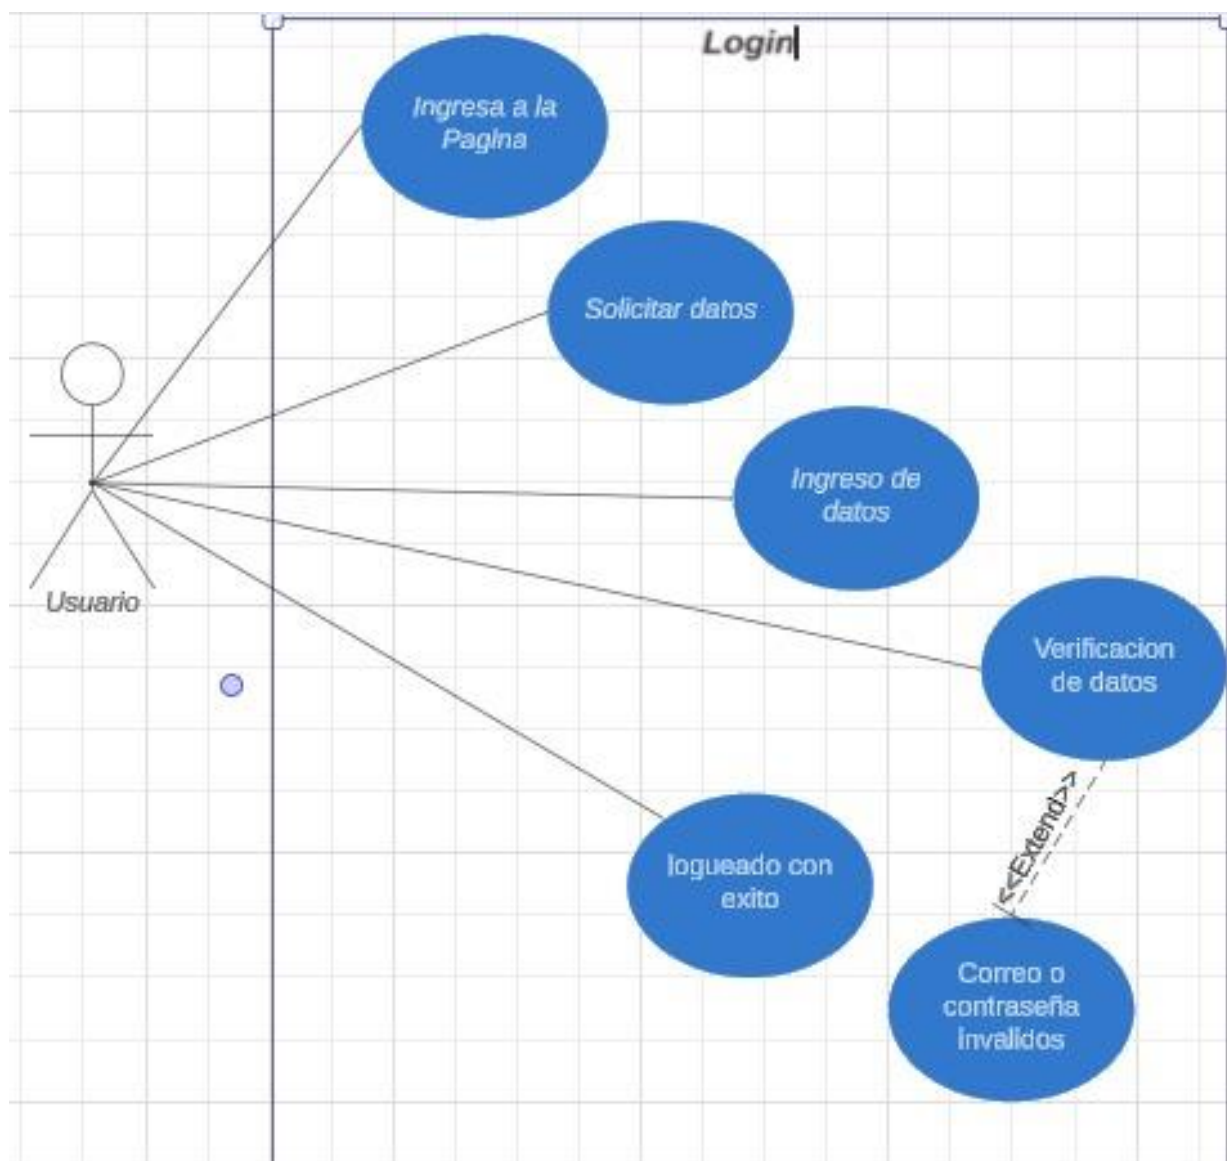 Login
Ingresa a la
Pagina
Solicitar datos
Ingreso de
datos
Usuario
Verificacion
de datos
<<Extend>>
logueado con
exito
Correo o
contraseña
invalidos